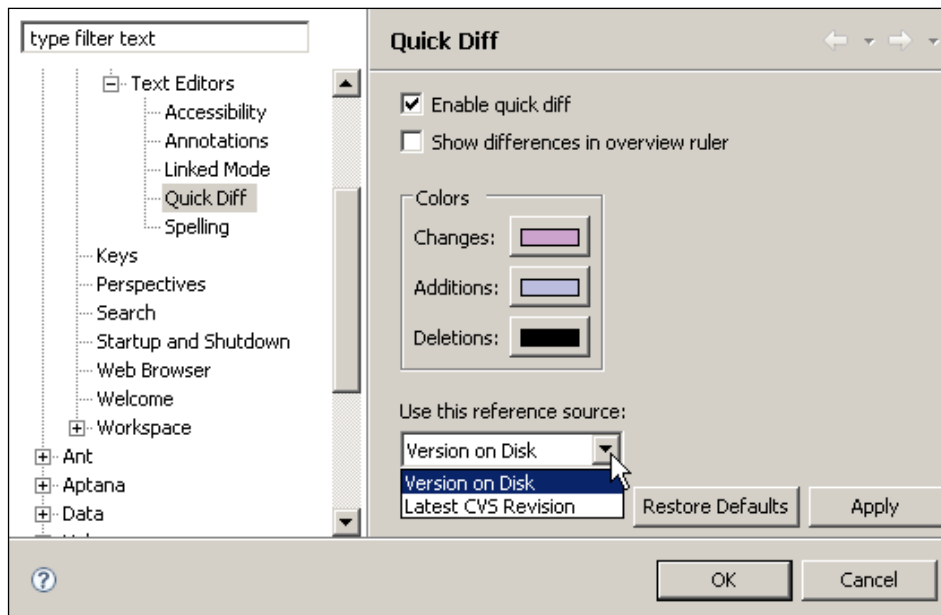 type filter text
Text Editors
Accessibility
Annotations
Linked Mode
Quick Diff
Spelling
Keys
Perspectives
Search
Startup and Shutdown
Web Browser
Welcome
Workspace
Ant
Aptana
Data
Quick Diff
Enable quick diff
Show differences in overview ruler
Colors
Changes:
Additions:
Deletions:
Use this reference source:
Version on Disk
Version on Disk
Latest CVS Revision
Restore Defaults
Apply
?
OK
Cancel